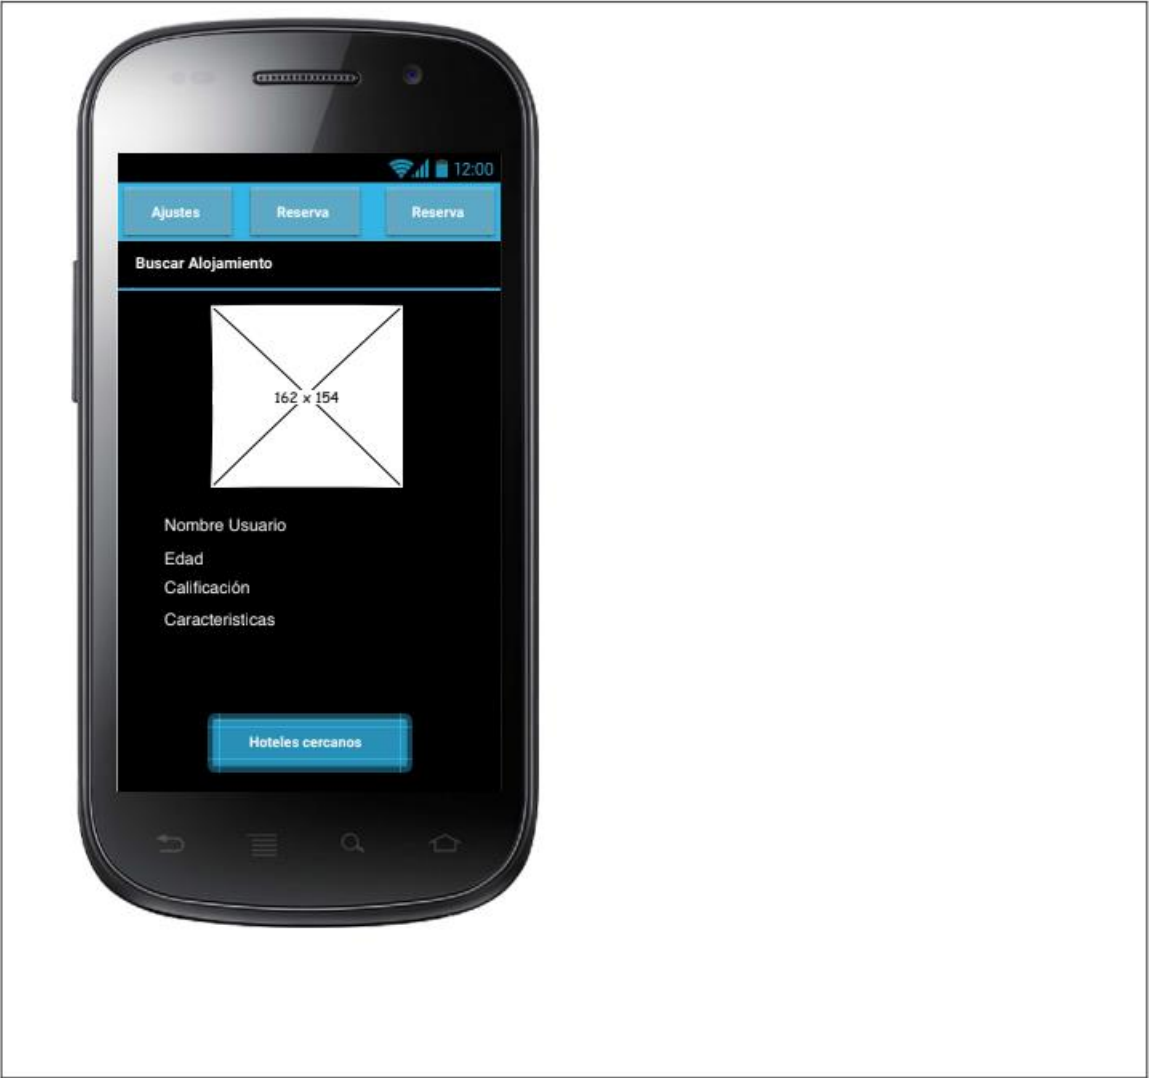 12:00
Ajustes Reserva Reserva
Buscar Alojamiento
162 x 154
Nombre Usuario
Edad
Calificación
Caracteristicas
Hoteles cercanos